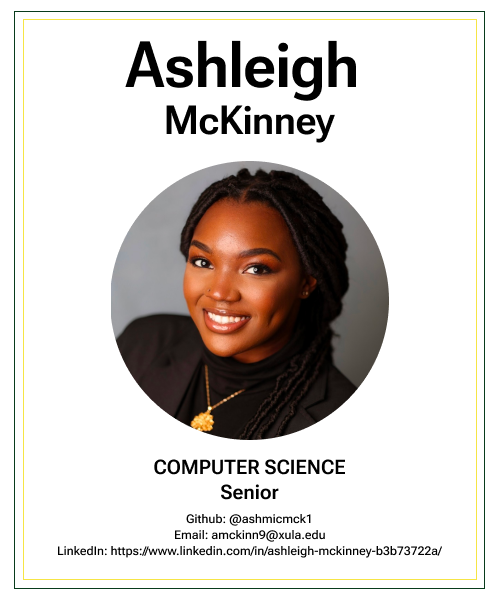 Ashleigh
McKinney
COMPUTER SCIENCE
Senior
Github: @ashmicmck1
Email: amckinn9@xula.edu
LinkedIn: https://www.linkedin.com/in/ashleigh-mckinney-b3b73722a/